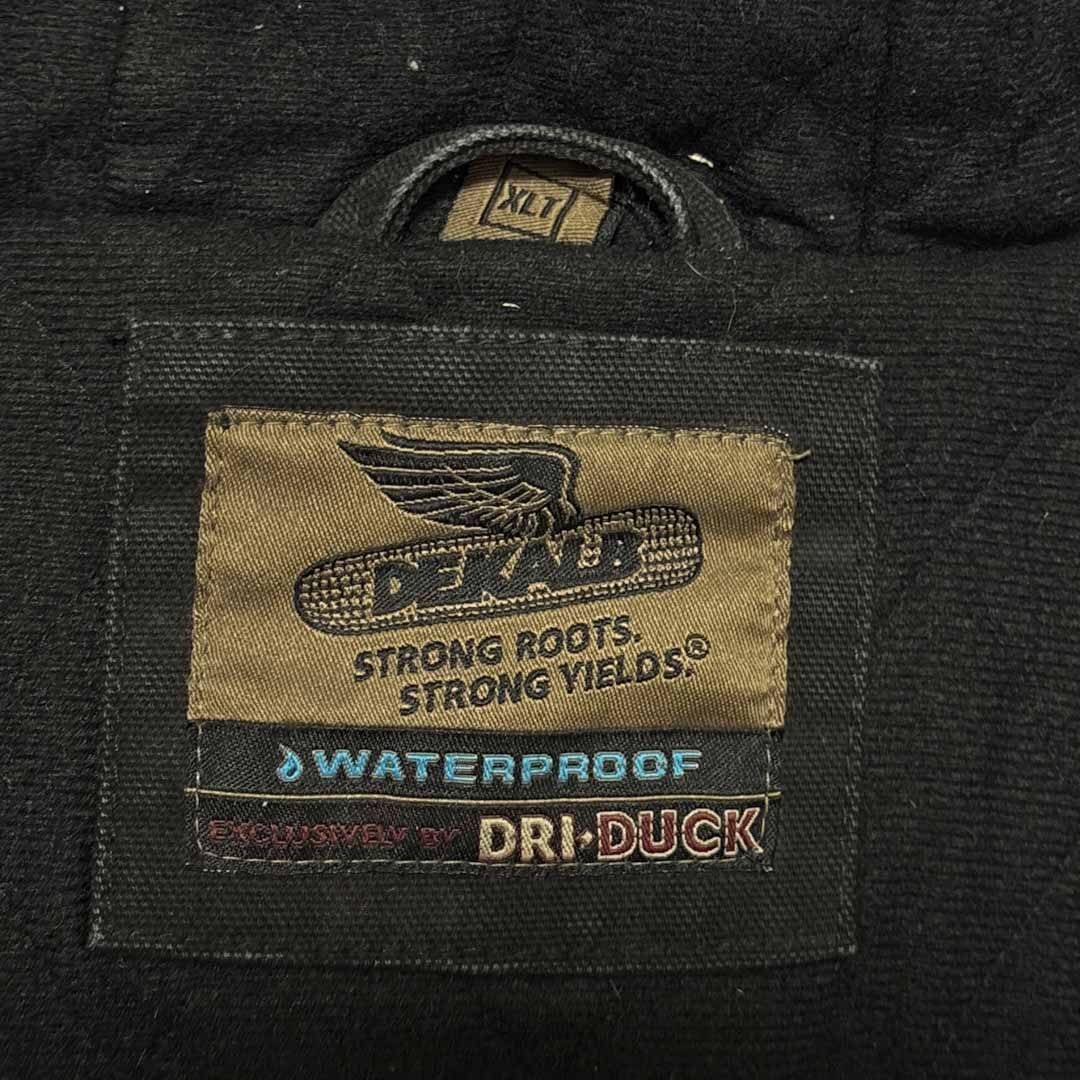 XLT
DEKALB
STRONG ROOTS.
STRONG YIELDS.®
WATERPROOF
EXCLUSIVELY BY DRI·DUCK